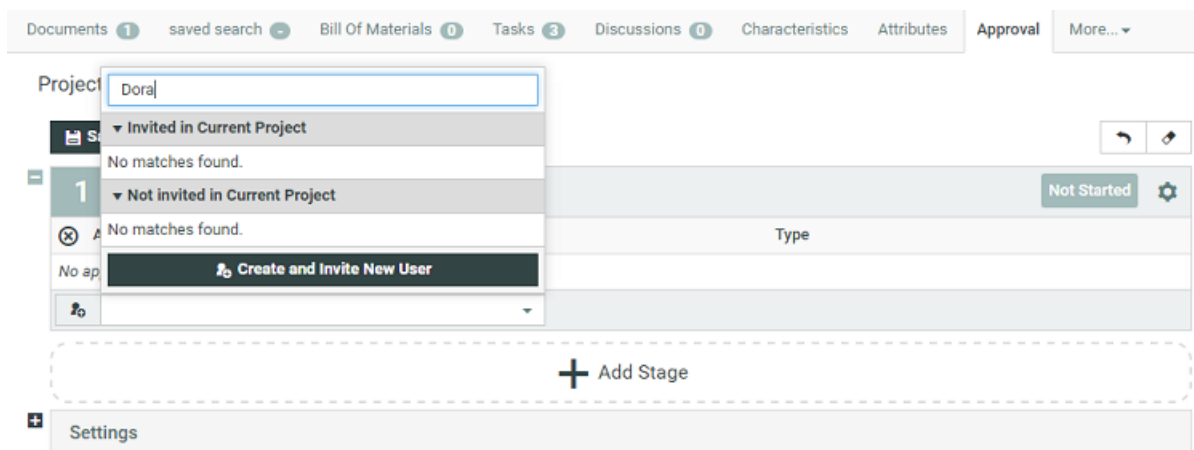 Documents 1 saved search - Bill Of Materials 0 Tasks 3 Discussions 0 Characteristics Attributes Approval More...
Project
Dora
Invited in Current Project
No matches found.
Not invited in Current Project
No matches found.
Create and Invite New User
1 Not Started
Type
Add Stage
Settings